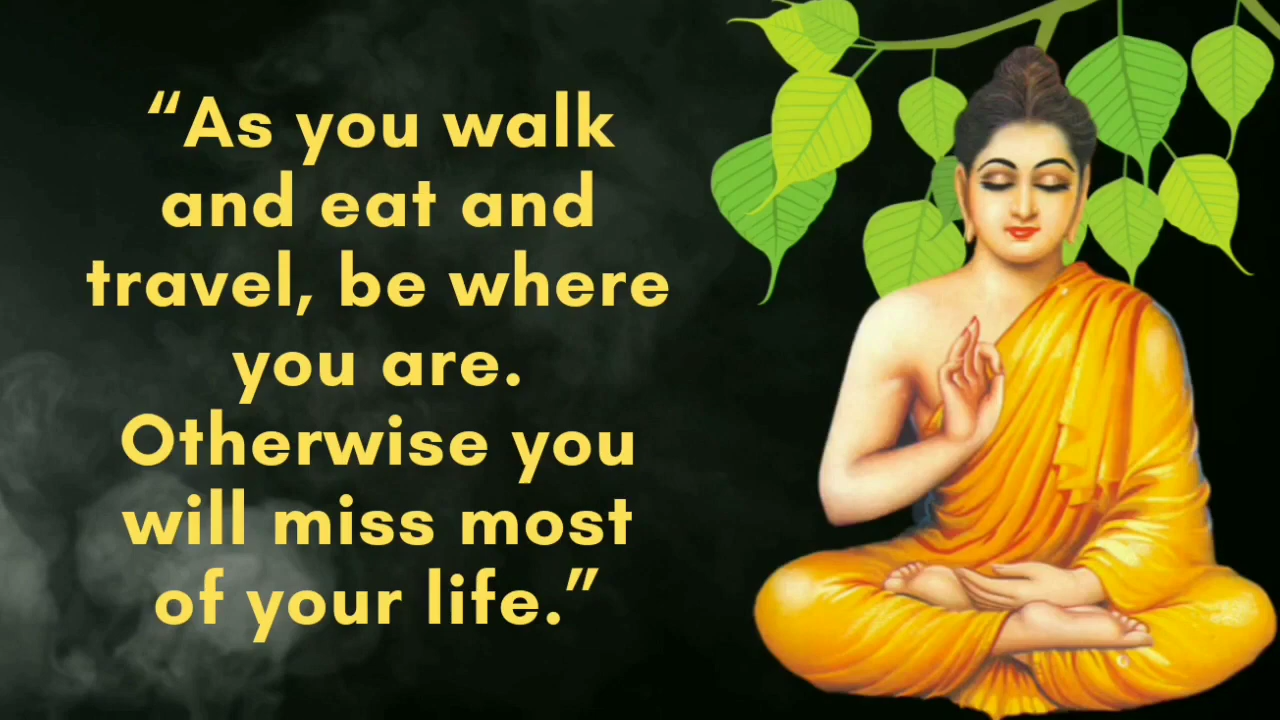 “As you walk
and eat and
travel, be where
you are.
Otherwise you
will miss most
of your life.”